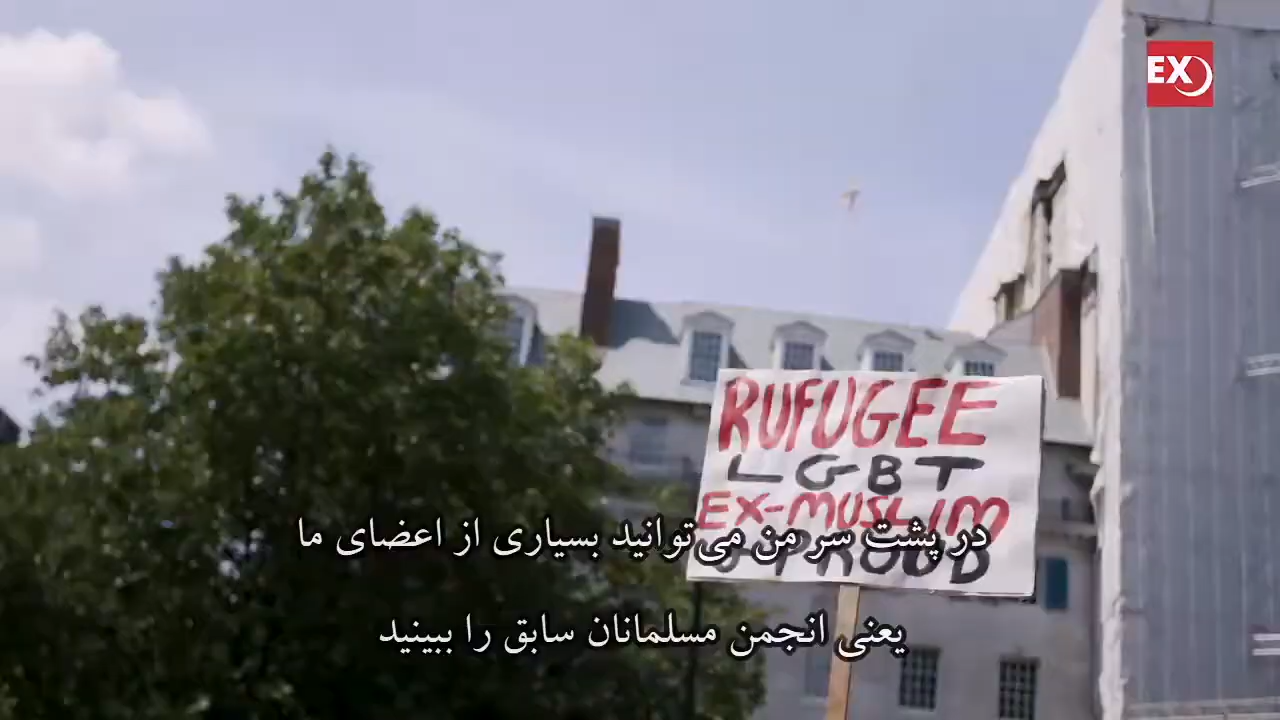 EX
RUFUGEE
LGBT
EX-MUSLIM
PROUD
در پشت سر من می‌توانید بسیاری از اعضای ما
یعنی انجمن مسلمانان سابق را ببینید